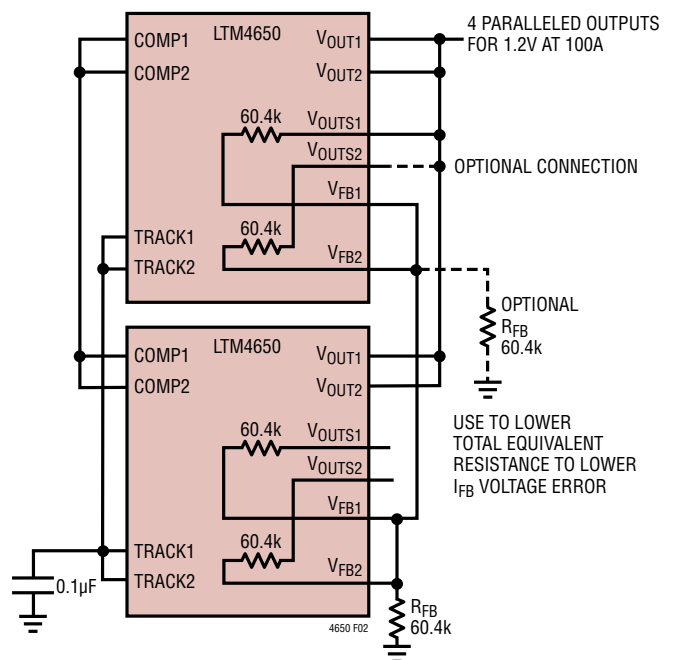 4 PARALLELED OUTPUTS
FOR 1.2V AT 100A
COMP1
LTM4650
VOUT1
COMP2
VOUT2
60.4k
VOUTS1
VOUTS2
OPTIONAL CONNECTION
VFB1
60.4k
TRACK1
VFB2
TRACK2
OPTIONAL
RFB
60.4k
COMP1
LTM4650
VOUT1
COMP2
VOUT2
USE TO LOWER
TOTAL EQUIVALENT
RESISTANCE TO LOWER
IFB VOLTAGE ERROR
60.4k
VOUTS1
VOUTS2
VFB1
60.4k
TRACK1
VFB2
TRACK2
0.1µF
RFB
60.4k
4650 F02